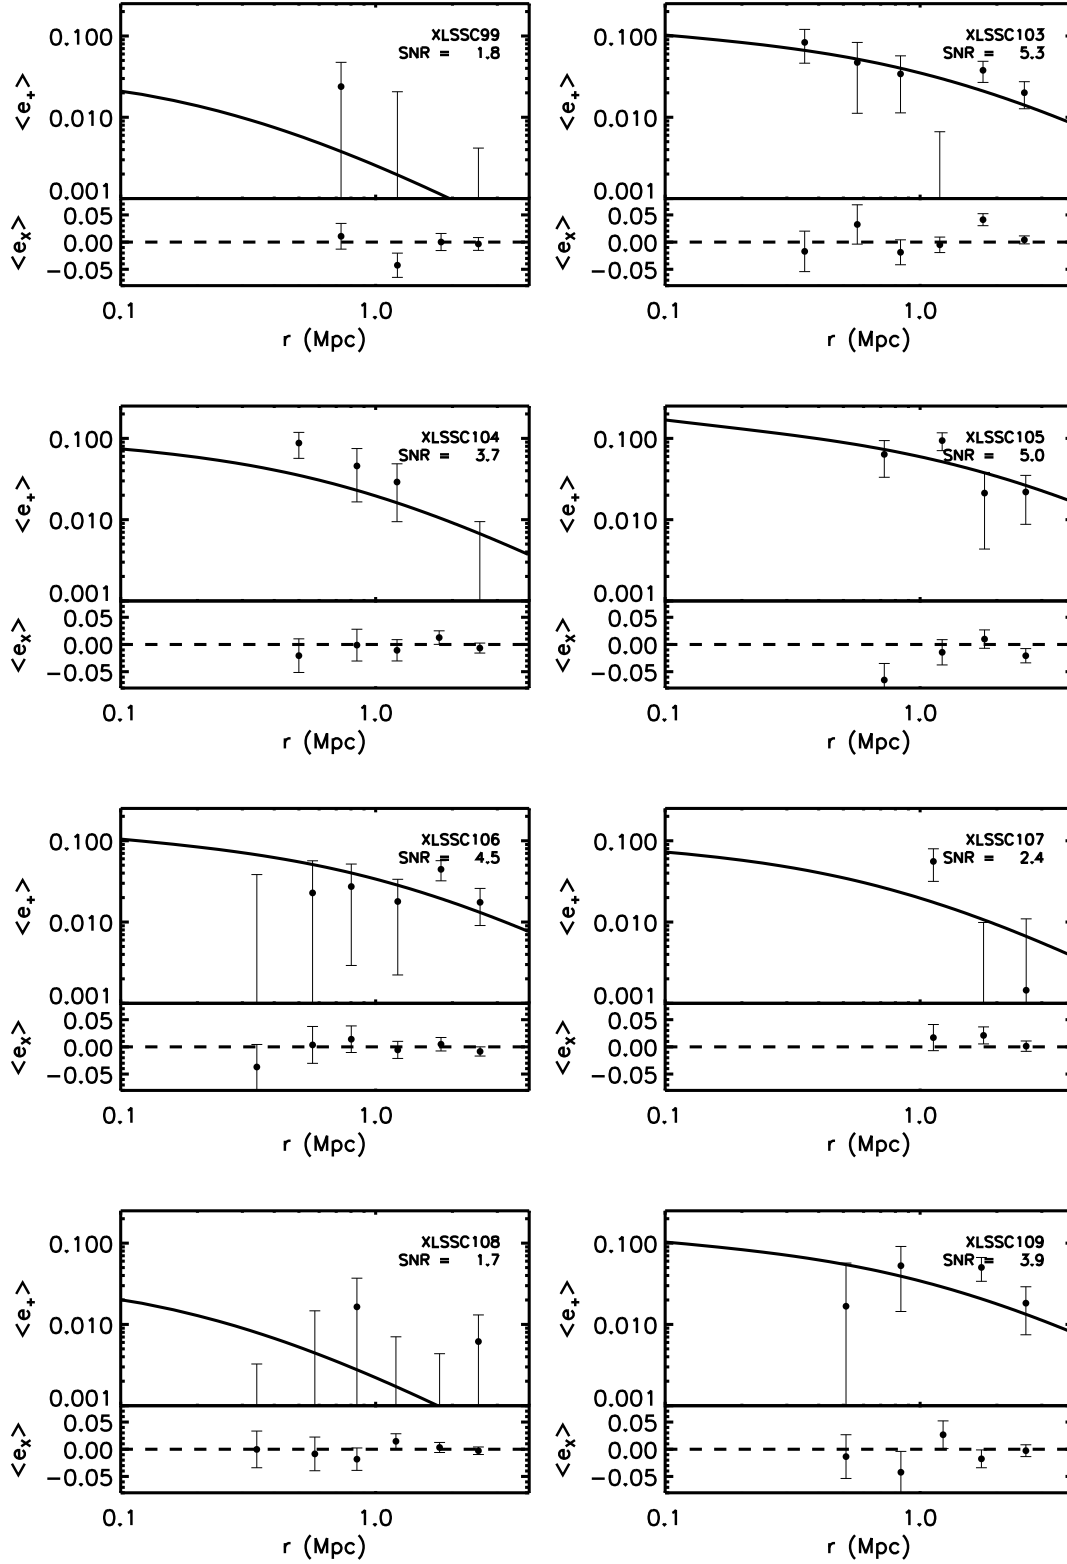 XLSSC99
SNR = 1.8
0.100
0.010
0.001
<e+>
0.05
0.00
−0.05
<ex>
0.1
1.0
r (Mpc)
XLSSC103
SNR = 5.3
0.100
0.010
0.001
<e+>
0.05
0.00
−0.05
<ex>
0.1
1.0
r (Mpc)
XLSSC104
SNR = 3.7
0.100
0.010
0.001
<e+>
0.05
0.00
−0.05
<ex>
0.1
1.0
r (Mpc)
XLSSC105
SNR = 5.0
0.100
0.010
0.001
<e+>
0.05
0.00
−0.05
<ex>
0.1
1.0
r (Mpc)
XLSSC106
SNR = 4.5
0.100
0.010
0.001
<e+>
0.05
0.00
−0.05
<ex>
0.1
1.0
r (Mpc)
XLSSC107
SNR = 2.4
0.100
0.010
0.001
<e+>
0.05
0.00
−0.05
<ex>
0.1
1.0
r (Mpc)
XLSSC108
SNR = 1.7
0.100
0.010
0.001
<e+>
0.05
0.00
−0.05
<ex>
0.1
1.0
r (Mpc)
XLSSC109
SNR = 3.9
0.100
0.010
0.001
<e+>
0.05
0.00
−0.05
<ex>
0.1
1.0
r (Mpc)